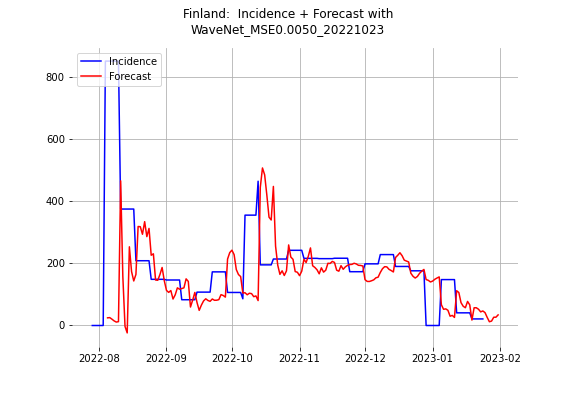 Finland:  Incidence + Forecast with
WaveNet_MSE0.0050_20221023
Incidence
Forecast
800
600
400
200
0
2022-08 2022-09 2022-10 2022-11 2022-12 2023-01 2023-02